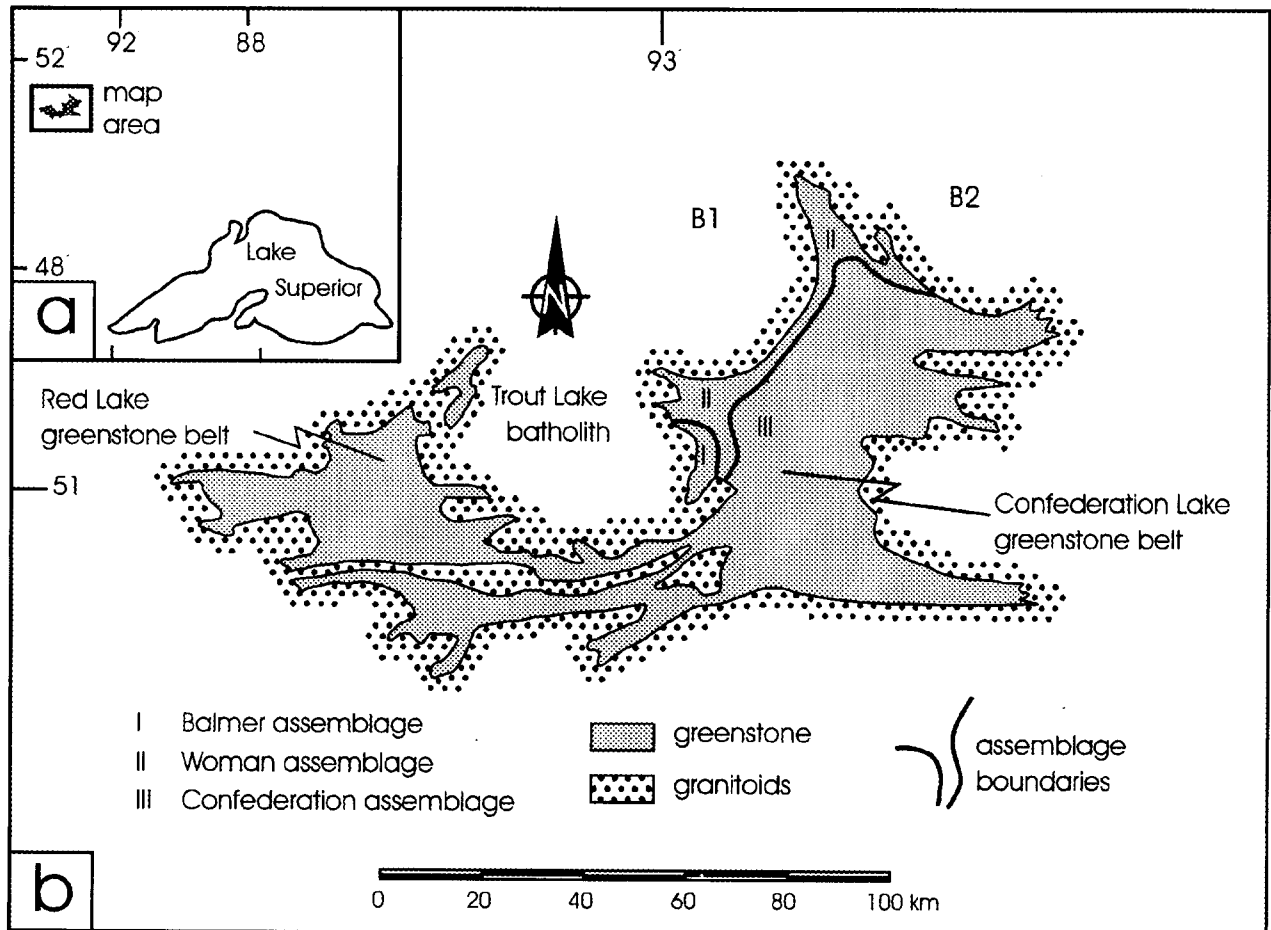 92
88
52
map
area
48
Lake
Superior
a
93
B1
B2
II
N
Red Lake
greenstone belt
Trout Lake
batholith
II
III
I
51
Confederation Lake
greenstone belt
I Balmer assemblage
II Woman assemblage
III Confederation assemblage
greenstone
granitoids
assemblage
boundaries
b
0 20 40 60 80 100 km